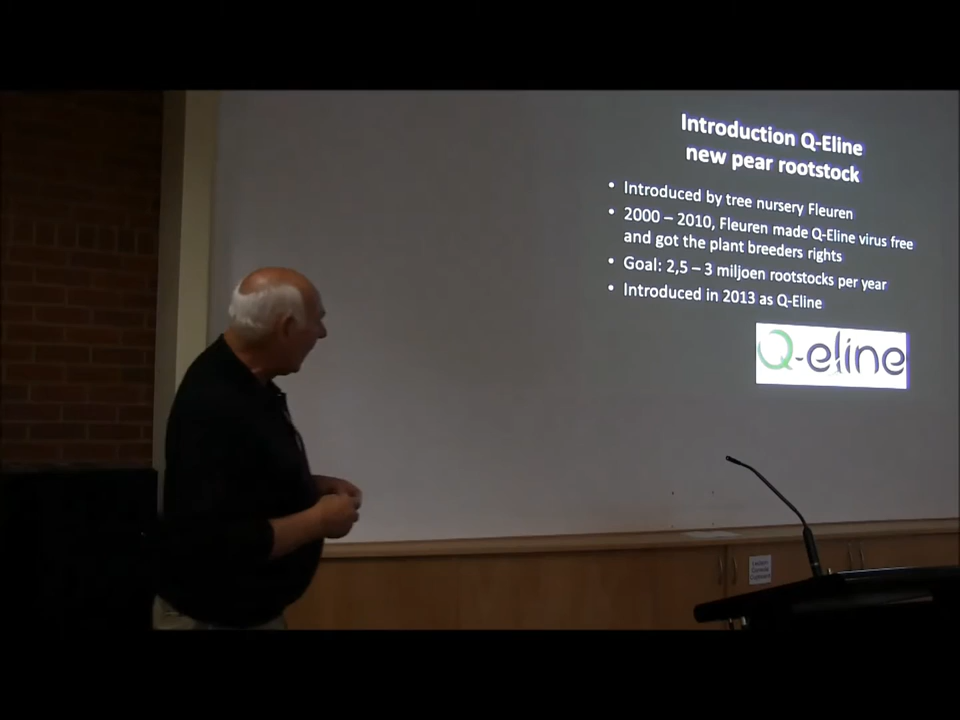 Introduction Q-Eline
new pear rootstock
• Introduced by tree nursery Fleuren
• 2000 – 2010, Fleuren made Q-Eline virus free
and got the plant breeders rights
• Goal: 2,5 – 3 miljoen rootstocks per year
• Introduced in 2013 as Q-Eline
Q-eline